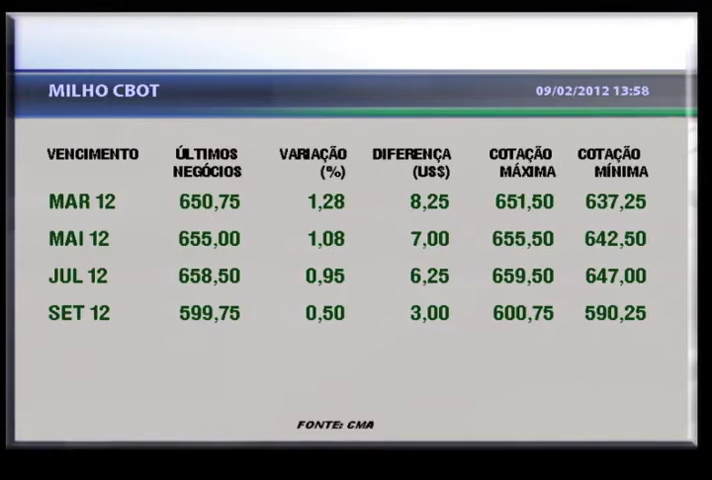 MILHO CBOT 09/02/2012 13:58
VENCIMENTO ÚLTIMOS NEGÓCIOS VARIAÇÃO (%) DIFERENÇA (US$) COTAÇÃO MÁXIMA COTAÇÃO MÍNIMA
MAR 12 650,75 1,28 8,25 651,50 637,25
MAI 12 655,00 1,08 7,00 655,50 642,50
JUL 12 658,50 0,95 6,25 659,50 647,00
SET 12 599,75 0,50 3,00 600,75 590,25
FONTE: CMA